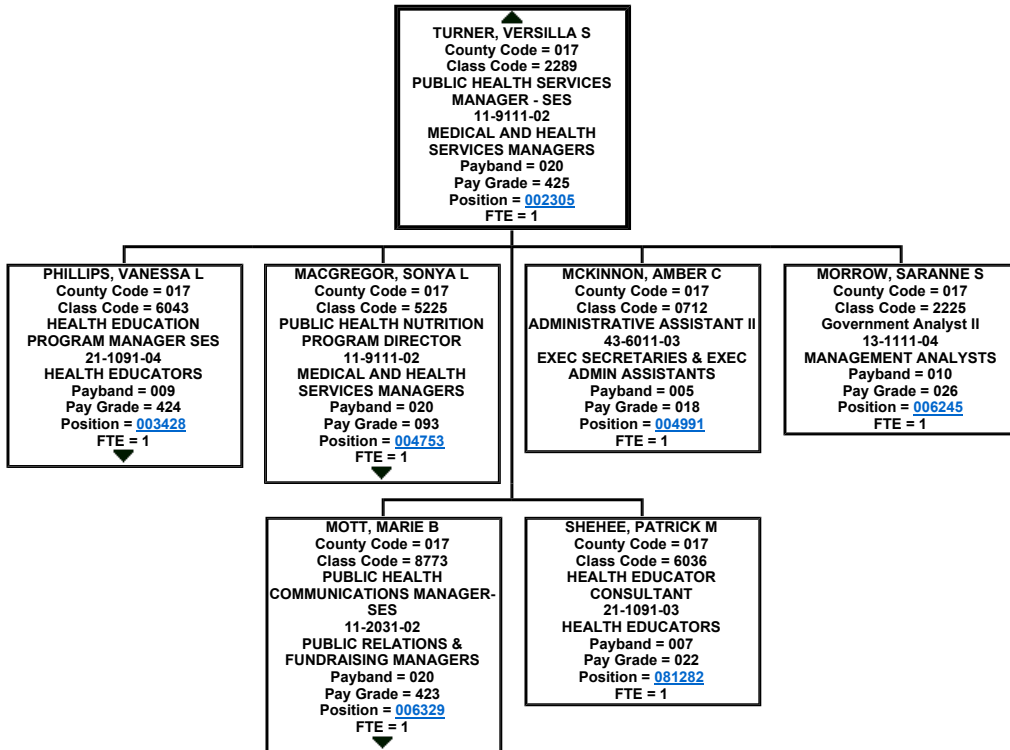 TURNER, VERSILLA S
County Code = 017
Class Code = 2289
PUBLIC HEALTH SERVICES
MANAGER - SES
11-9111-02
MEDICAL AND HEALTH
SERVICES MANAGERS
Payband = 020
Pay Grade = 425
Position = 002305
FTE = 1
PHILLIPS, VANESSA L
County Code = 017
Class Code = 6043
HEALTH EDUCATION
PROGRAM MANAGER SES
21-1091-04
HEALTH EDUCATORS
Payband = 009
Pay Grade = 424
Position = 003428
FTE = 1
MACGREGOR, SONYA L
County Code = 017
Class Code = 5225
PUBLIC HEALTH NUTRITION
PROGRAM DIRECTOR
11-9111-02
MEDICAL AND HEALTH
SERVICES MANAGERS
Payband = 020
Pay Grade = 093
Position = 004753
FTE = 1
MCKINNON, AMBER C
County Code = 017
Class Code = 0712
ADMINISTRATIVE ASSISTANT II
43-6011-03
EXEC SECRETARIES & EXEC
ADMIN ASSISTANTS
Payband = 005
Pay Grade = 018
Position = 004991
FTE = 1
MORROW, SARANNE S
County Code = 017
Class Code = 2225
Government Analyst II
13-1111-04
MANAGEMENT ANALYSTS
Payband = 010
Pay Grade = 026
Position = 006245
FTE = 1
MOTT, MARIE B
County Code = 017
Class Code = 8773
PUBLIC HEALTH
COMMUNICATIONS MANAGER-
SES
11-2031-02
PUBLIC RELATIONS &
FUNDRAISING MANAGERS
Payband = 020
Pay Grade = 423
Position = 006329
FTE = 1
SHEHEE, PATRICK M
County Code = 017
Class Code = 6036
HEALTH EDUCATOR
CONSULTANT
21-1091-03
HEALTH EDUCATORS
Payband = 007
Pay Grade = 022
Position = 081282
FTE = 1